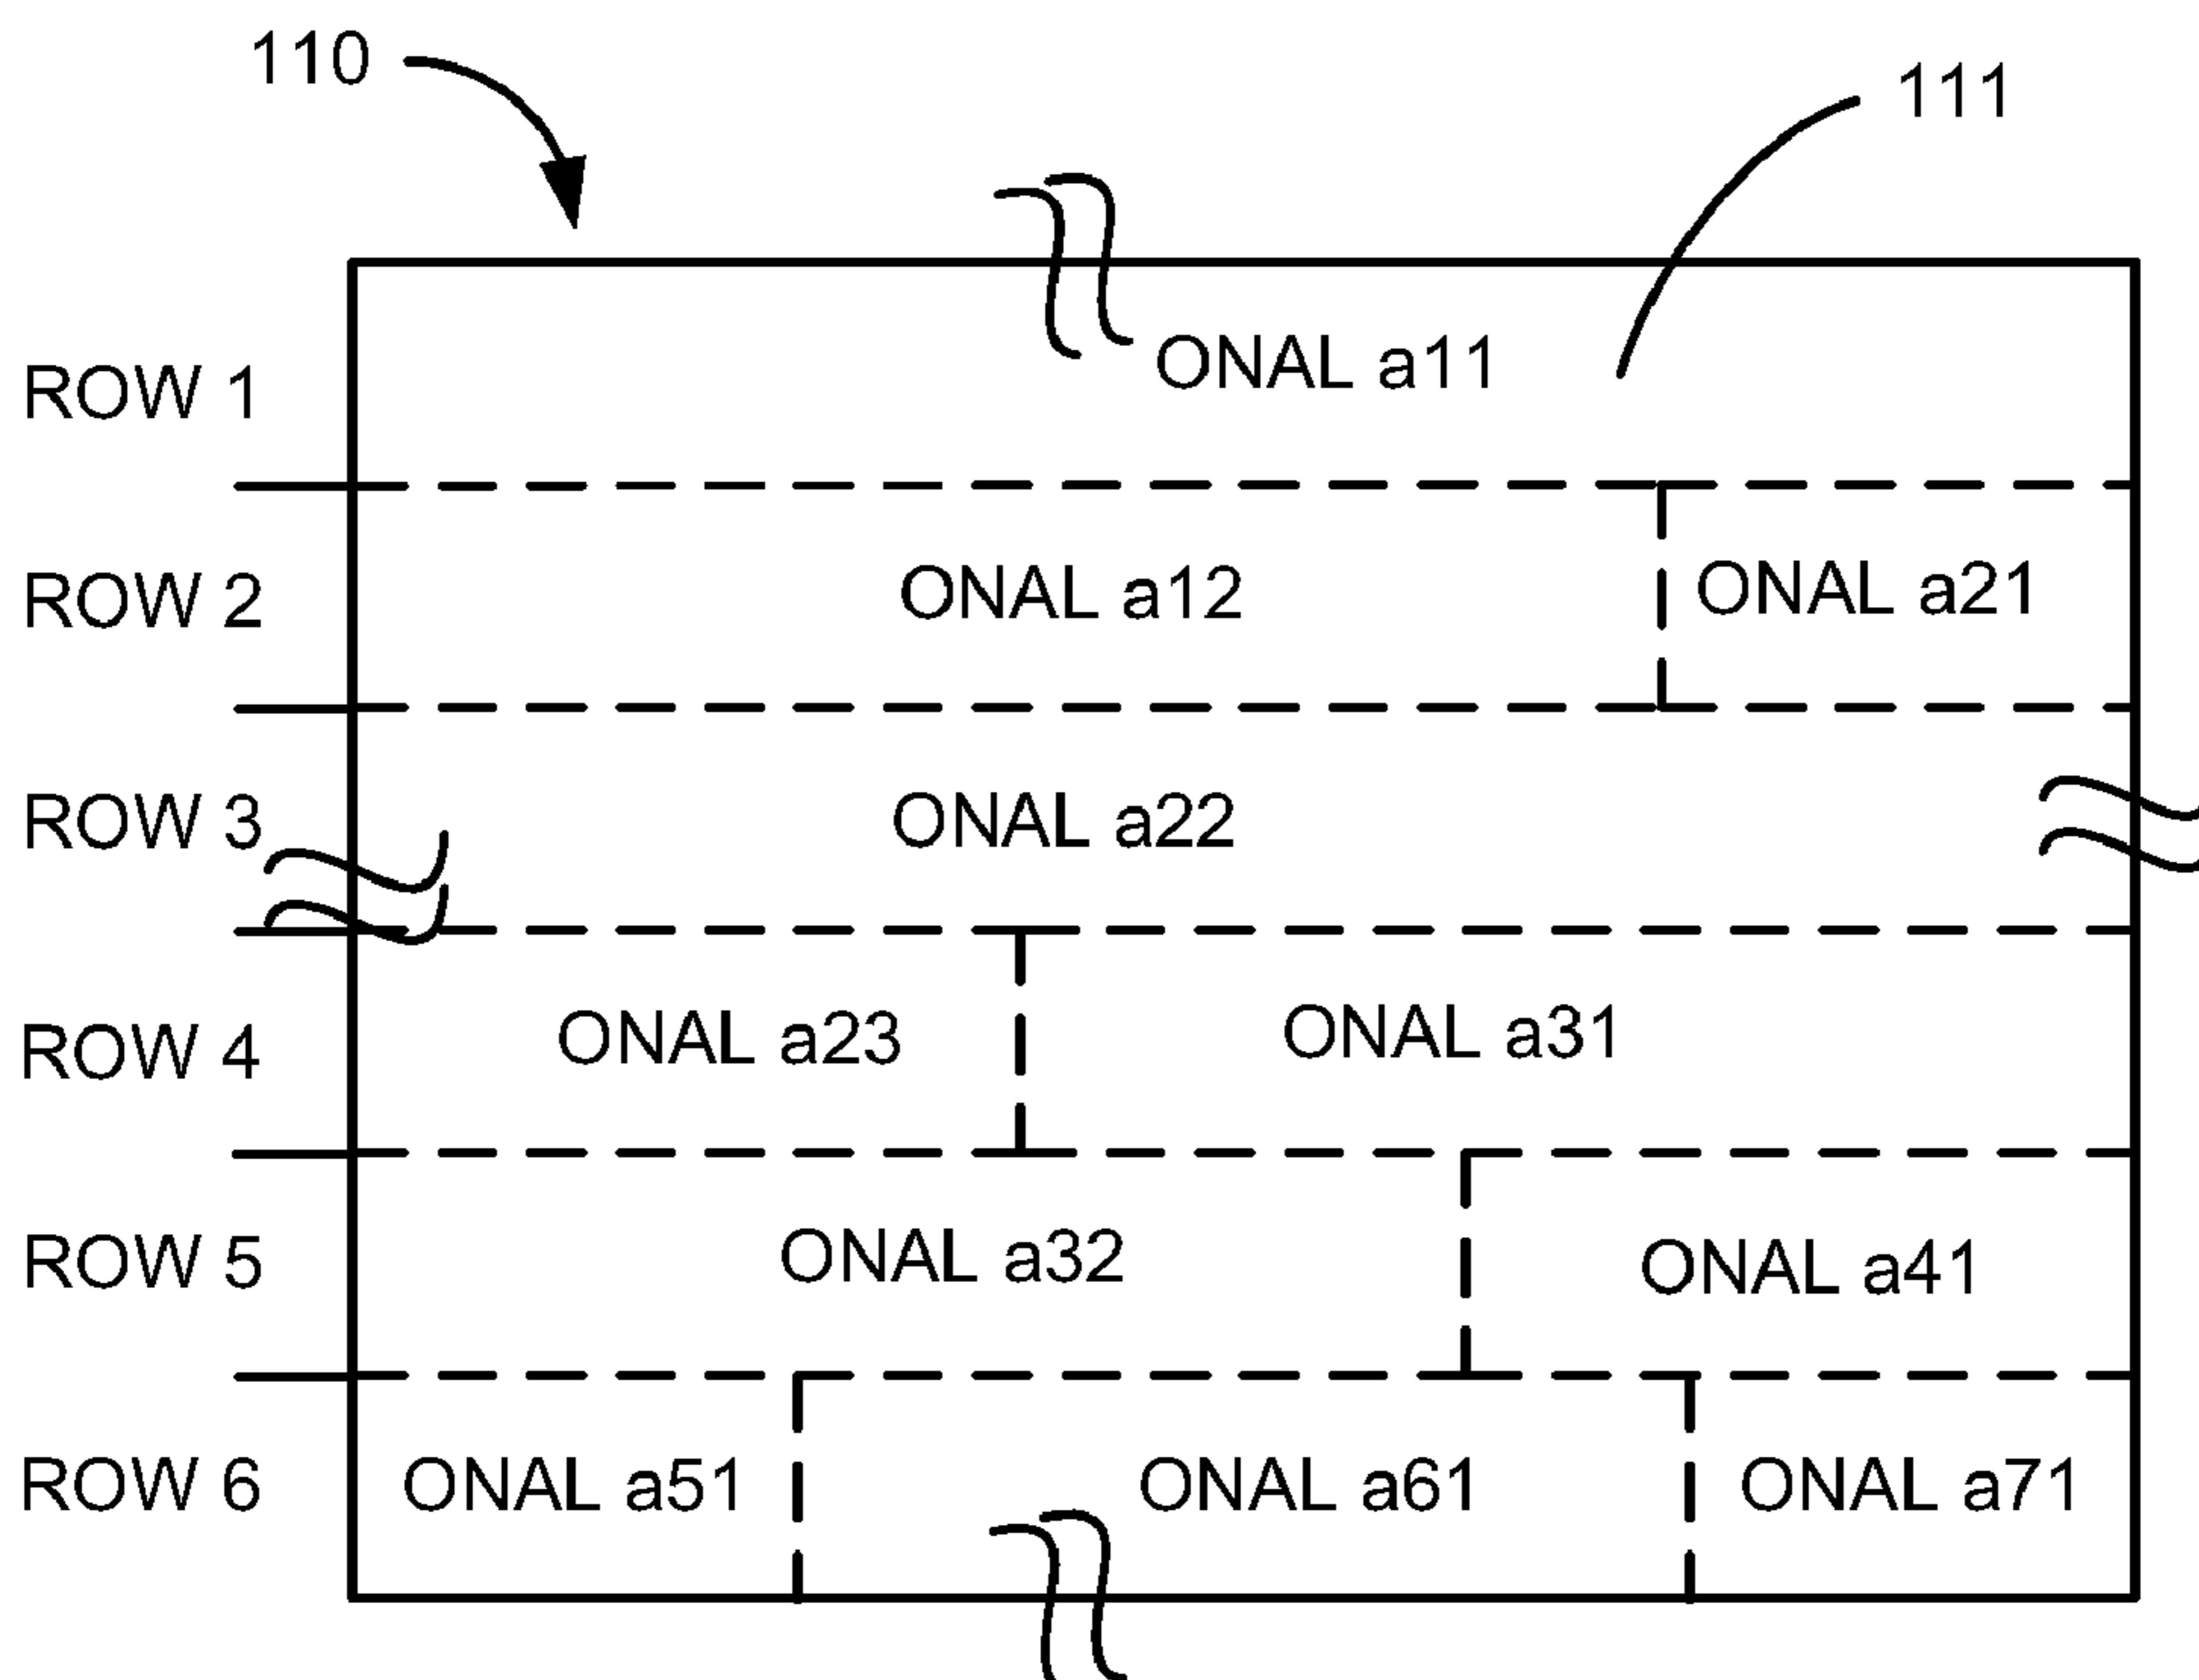 110
111
ROW 1
ONAL a11
ROW 2
ONAL a12
ONAL a21
ROW 3
ONAL a22
ROW 4
ONAL a23
ONAL a31
ROW 5
ONAL a32
ONAL a41
ROW 6
ONAL a51
ONAL a61
ONAL a71